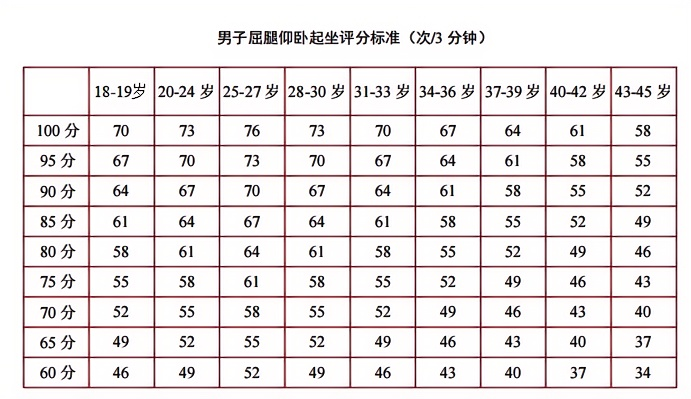 男子屈腿仰卧起坐评分标准（次/3 分钟）
18-19岁 20-24 岁 25-27 岁 28-30 岁 31-33 岁 34-36 岁 37-39 岁 40-42 岁 43-45 岁
100 分 70 73 76 73 70 67 64 61 58
95 分 67 70 73 70 67 64 61 58 55
90 分 64 67 70 67 64 61 58 55 52
85 分 61 64 67 64 61 58 55 52 49
80 分 58 61 64 61 58 55 52 49 46
75 分 55 58 61 58 55 52 49 46 43
70 分 52 55 58 55 52 49 46 43 40
65 分 49 52 55 52 49 46 43 40 37
60 分 46 49 52 49 46 43 40 37 34